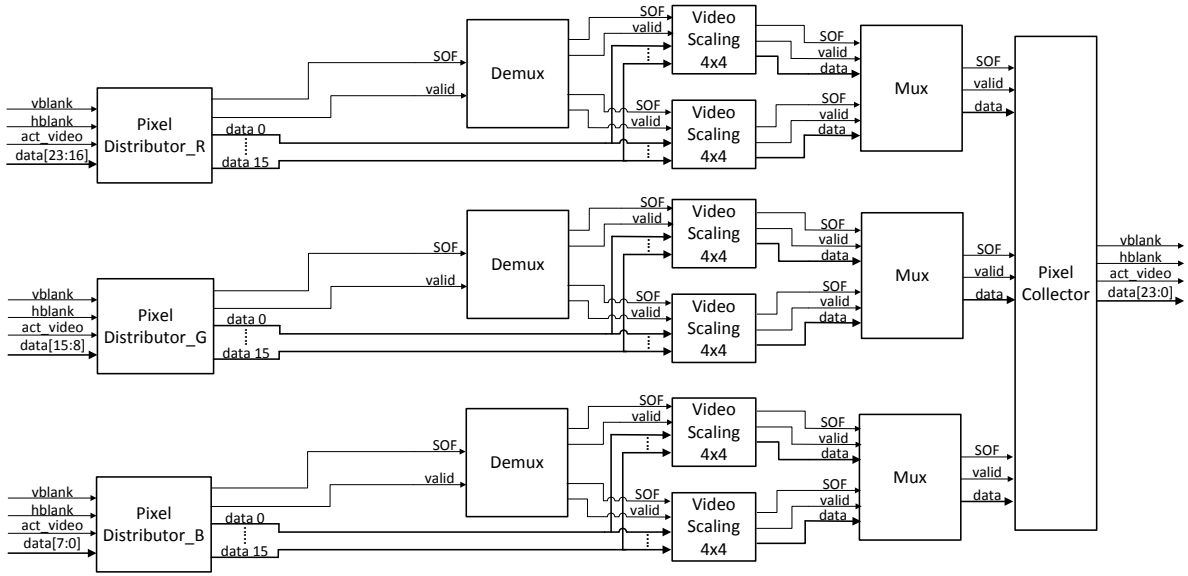 vblank
hblank
act_video
data[23:16]
Pixel
Distributor_R
data 0
data 15
SOF
valid
Demux
SOF
valid
SOF
valid
Video
Scaling
4x4
Video
Scaling
4x4
SOF
valid
data
SOF
valid
data
Mux
SOF
valid
data
vblank
hblank
act_video
data[15:8]
Pixel
Distributor_G
data 0
data 15
SOF
valid
Demux
SOF
valid
SOF
valid
Video
Scaling
4x4
Video
Scaling
4x4
SOF
valid
data
SOF
valid
data
Mux
SOF
valid
data
vblank
hblank
act_video
data[7:0]
Pixel
Distributor_B
data 0
data 15
SOF
valid
Demux
SOF
valid
SOF
valid
Video
Scaling
4x4
Video
Scaling
4x4
SOF
valid
data
SOF
valid
data
Mux
SOF
valid
data
Pixel
Collector
vblank
hblank
act_video
data[23:0]